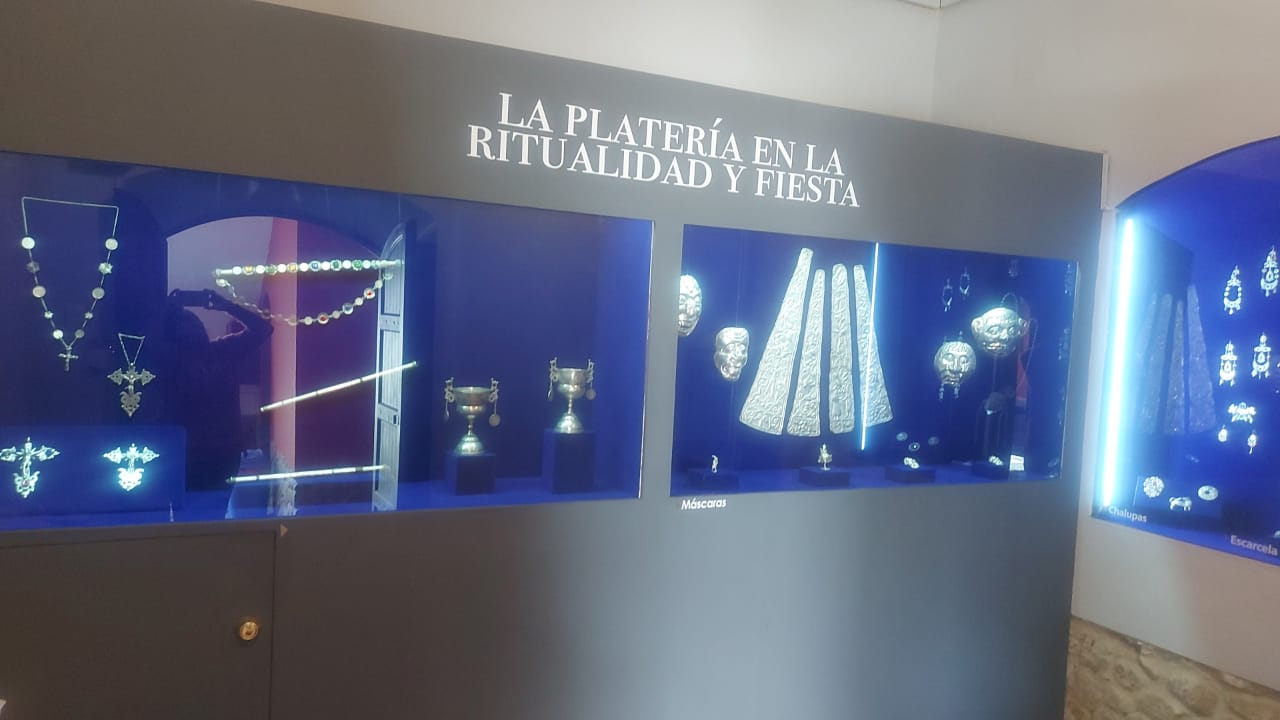 LA PLATERÍA EN LA
RITUALIDAD Y FIESTA
Máscaras
Chalupas
Escarcela